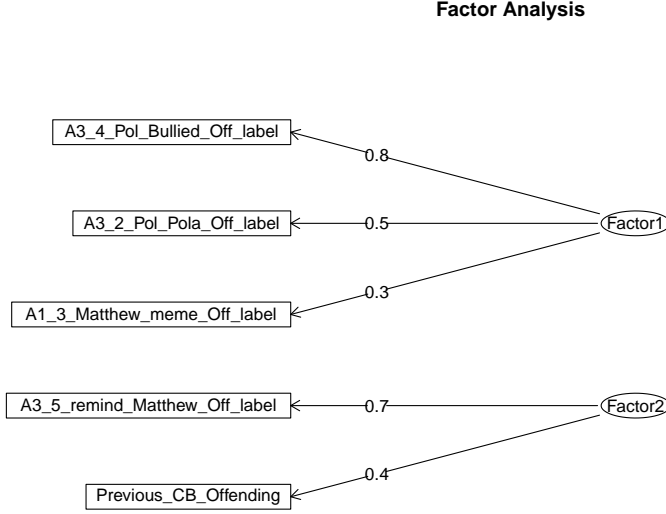 Factor Analysis
A3_4_Pol_Bullied_Off_label
0.8
A3_2_Pol_Pola_Off_label
0.5
Factor1
0.3
A1_3_Matthew_meme_Off_label
A3_5_remind_Matthew_Off_label
0.7
Factor2
0.4
Previous_CB_Offending